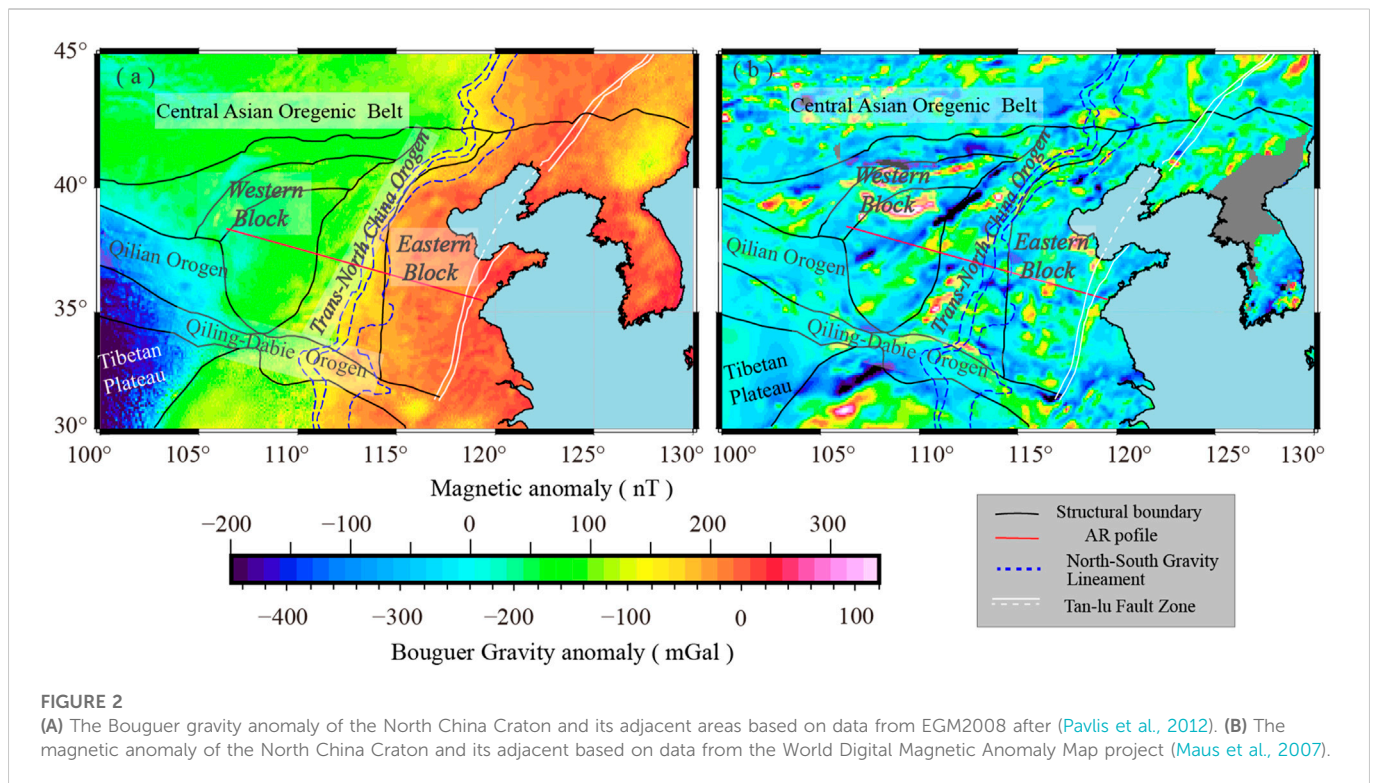 45°
40°
35°
30°
( a )
Central Asian Oregenic Belt
Western
Block
Trans-North China Orogen
Eastern
Block
Qilian Orogen
Qiling-Dabie Orogen
Tibetan
Plateau
100° 105° 110° 115° 120° 125° 130°
( b )
Central Asian Oregenic Belt
Western
Block
Trans-North China Orogen
Eastern
Block
Qilian Orogen
Qiling-Dabie Orogen
Tibetan
Plateau
100° 105° 110° 115° 120° 125° 130°
Magnetic anomaly ( nT )
−200 −100 0 100 200 300
−400 −300 −200 −100 0 100
Bouguer Gravity anomaly ( mGal )
Structural boundary
AR pofile
North-South Gravity
Lineament
Tan-lu Fault Zone
FIGURE 2
(A) The Bouguer gravity anomaly of the North China Craton and its adjacent areas based on data from EGM2008 after (Pavlis et al., 2012). (B) The
magnetic anomaly of the North China Craton and its adjacent based on data from the World Digital Magnetic Anomaly Map project (Maus et al., 2007).